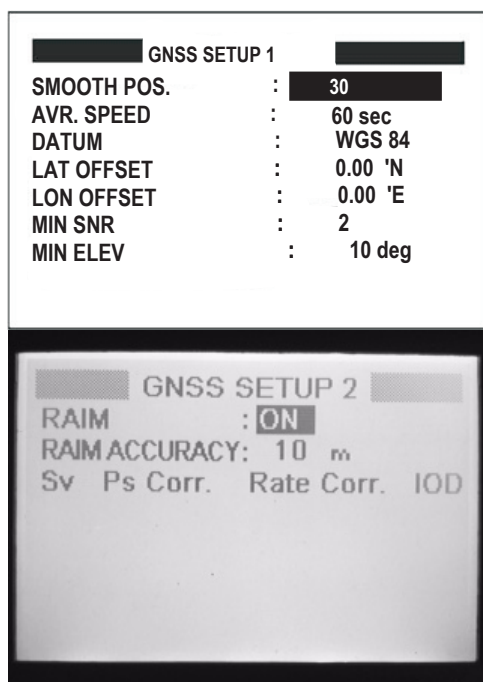 GNSS SETUP 1
SMOOTH POS. : 30
AVR. SPEED : 60 sec
DATUM : WGS 84
LAT OFFSET : 0.00 'N
LON OFFSET : 0.00 'E
MIN SNR : 2
MIN ELEV : 10 deg
GNSS SETUP 2
RAIM : ON
RAIM ACCURACY: 10 m
Sv Ps Corr. Rate Corr. IOD